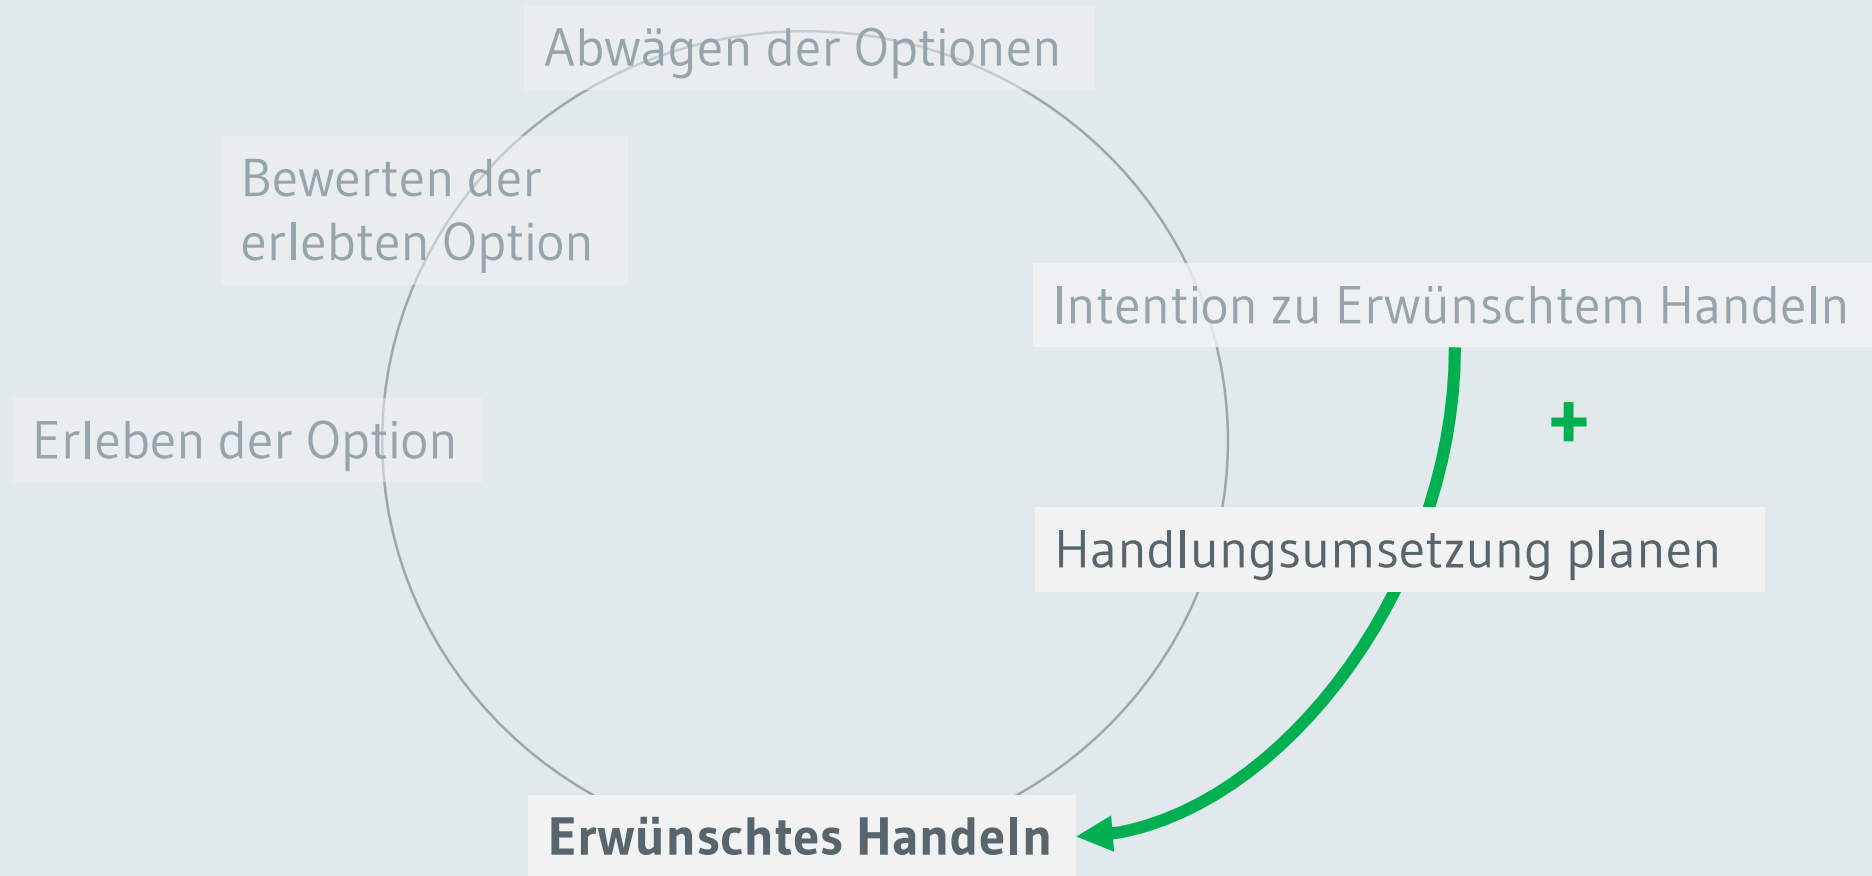 Abwägen der Optionen
Bewerten der
erlebten Option
Intention zu Erwünschtem Handeln
+
Erleben der Option
Handlungsumsetzung planen
Erwünschtes Handeln